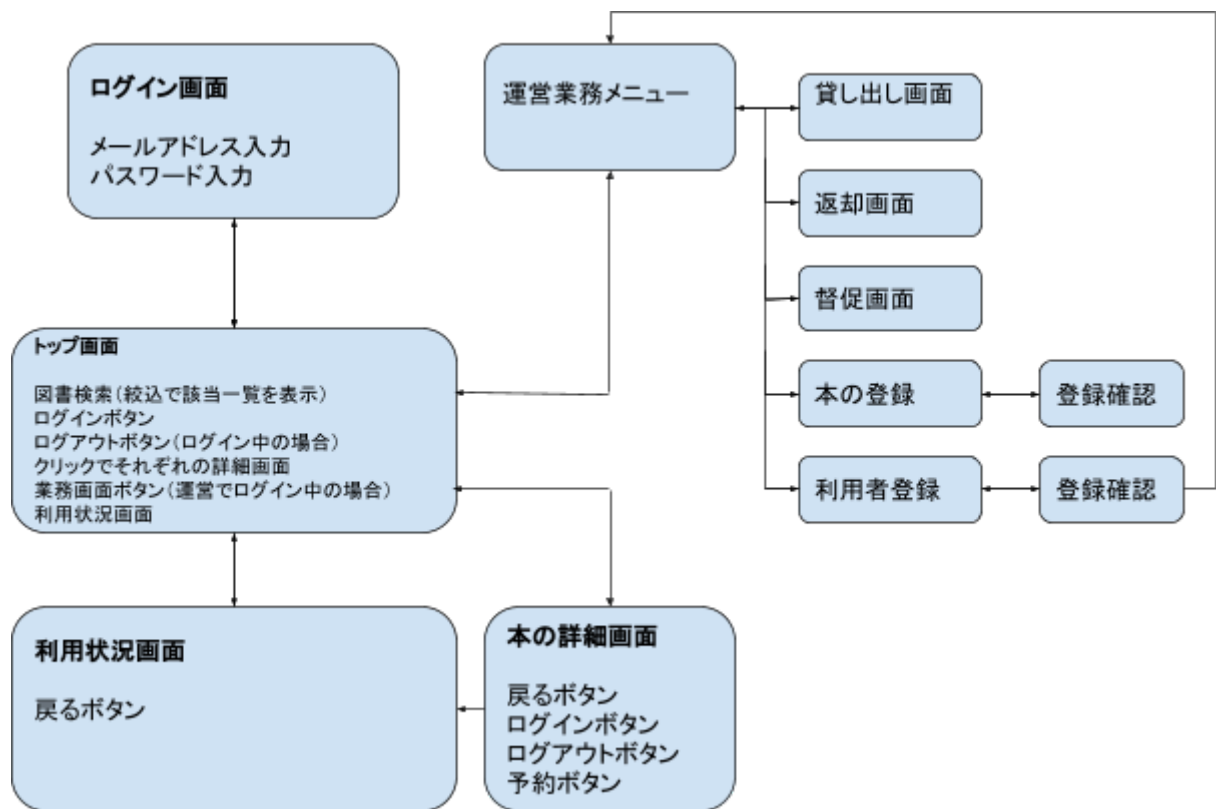 ログイン画面
メールアドレス入力
パスワード入力
運営業務メニュー
貸し出し画面
返却画面
督促画面
本の登録
登録確認
利用者登録
登録確認
トップ画面
図書検索(絞込で該当一覧を表示)
ログインボタン
ログアウトボタン(ログイン中の場合)
クリックでそれぞれの詳細画面
業務画面ボタン(運営でログイン中の場合)
利用状況画面
利用状況画面
戻るボタン
本の詳細画面
戻るボタン
ログインボタン
ログアウトボタン
予約ボタン